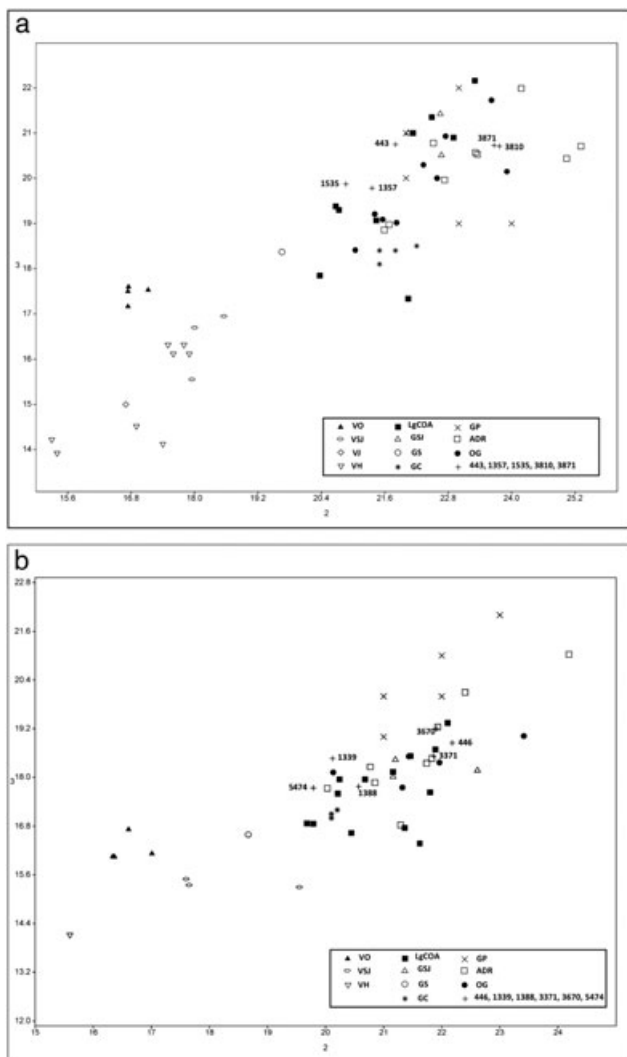 a
22
21
3871
443
3810
20
1535
1357
19
3
18
17
16
15
14
VO LgCOA GP
VSJ GSJ ADR
VJ GS OG
VH GC 443, 1357, 1535, 3810, 3871
15.6 16.8 18.0 19.2 20.4 21.6 22.8 24.0 25.2
2
b
22.8
21.6
20.4
19.2
3670
446
1339
3371
18.0
3
5474
1388
16.8
15.6
14.4
VO LgCOA GP
VSJ GSJ ADR
VH GS OG
GC 446, 1339, 1388, 3371, 3670, 5474
13.2
12.0
15 16 17 18 19 20 21 22 23 24
2